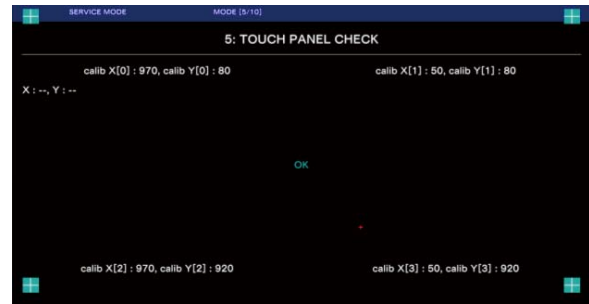 SERVICE MODE MODE [5/10]
5: TOUCH PANEL CHECK
calib X[0] : 970, calib Y[0] : 80 calib X[1] : 50, calib Y[1] : 80
X : --, Y : --
OK
calib X[2] : 970, calib Y[2] : 920 calib X[3] : 50, calib Y[3] : 920